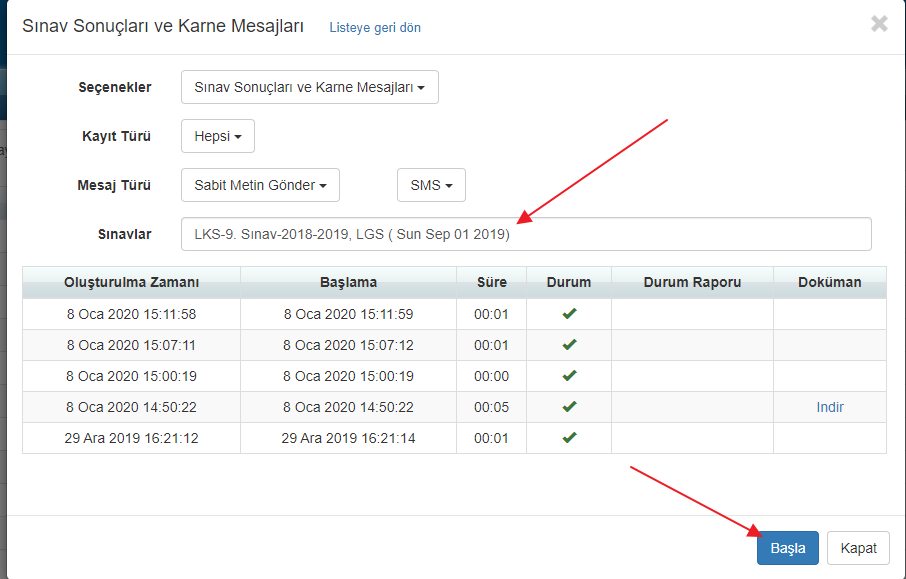 Sınav Sonuçları ve Karne Mesajları Listeye geri dön ×
Seçenekler Sınav Sonuçları ve Karne Mesajları
Kayıt Türü Hepsi
Mesaj Türü Sabit Metin Gönder SMS
Sınavlar LKS-9. Sınav-2018-2019, LGS ( Sun Sep 01 2019)
Oluşturulma Zamanı Başlama Süre Durum Durum Raporu Doküman
8 Oca 2020 15:11:58 8 Oca 2020 15:11:59 00:01
8 Oca 2020 15:07:11 8 Oca 2020 15:07:12 00:01
8 Oca 2020 15:00:19 8 Oca 2020 15:00:19 00:00
8 Oca 2020 14:50:22 8 Oca 2020 14:50:22 00:05 Indir
29 Ara 2019 16:21:12 29 Ara 2019 16:21:14 00:01
Başla Kapat